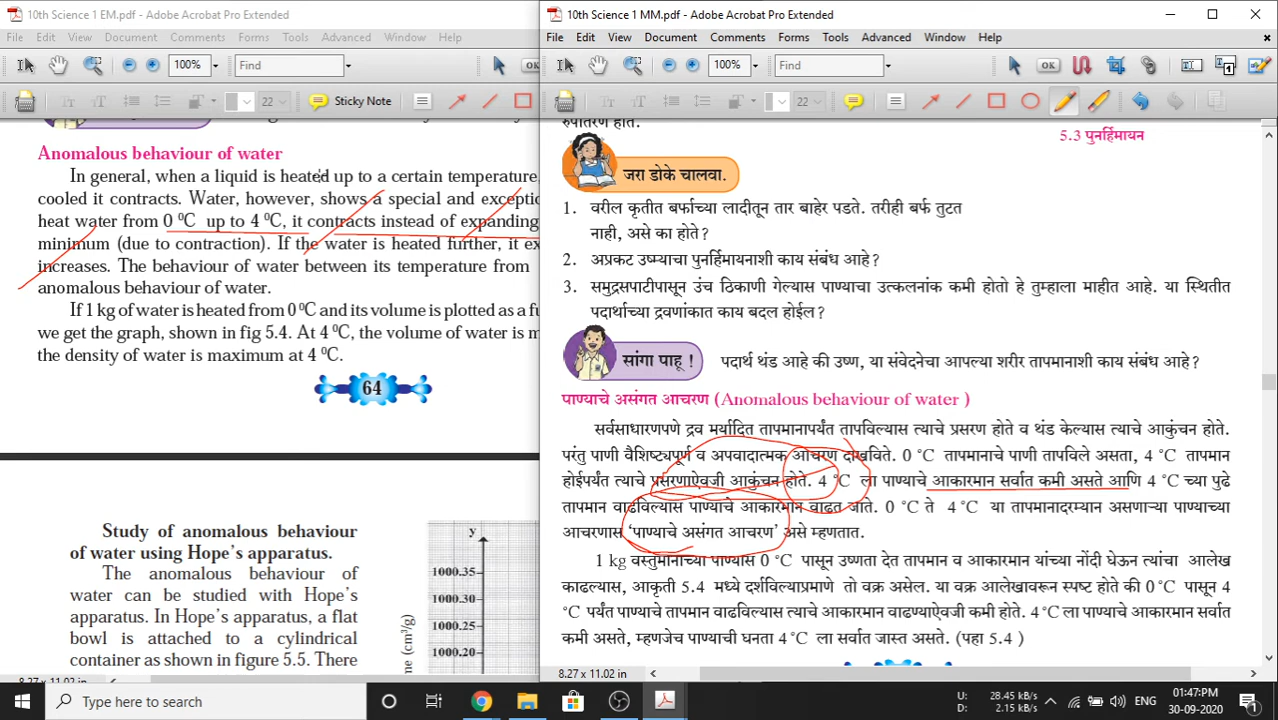 10th Science 1 EM.pdf - Adobe Acrobat Pro Extended
File Edit View Document Comments Forms Tools Advanced Window Help
100% Find OK
22 Sticky Note
Anomalous behaviour of water
In general, when a liquid is heated up to a certain temperature,
cooled it contracts. Water, however, shows a special and excepti
heat water from 0 ⁰C up to 4 ⁰C, it contracts instead of expanding
minimum (due to contraction). If the water is heated further, it ex
increases. The behaviour of water between its temperature from
anomalous behaviour of water.
If 1 kg of water is heated from 0 ⁰C and its volume is plotted as a fu
we get the graph, shown in fig 5.4. At 4 ⁰C, the volume of water is m
the density of water is maximum at 4 ⁰C.
64
Study of anomalous behaviour
of water using Hope's apparatus.
The anomalous behaviour of
water can be studied with Hope's
apparatus. In Hope's apparatus, a flat
bowl is attached to a cylindrical
container as shown in figure 5.5. There
y
1000.35
1000.30
1000.25
1000.20
me (cm³/g)
10th Science 1 MM.pdf - Adobe Acrobat Pro Extended
File Edit View Document Comments Forms Tools Advanced Window Help
100% Find OK
22
रुपांतरण होते.
5.3 पुनर्हिमायन
जरा डोके चालवा.
1. वरील कृतीत बर्फाच्या लादीतून तार बाहेर पडते. तरीही बर्फ तुटत
नाही, असे का होते?
2. अप्रकट उष्म्याचा पुनर्हिमायनाशी काय संबंध आहे?
3. समुद्रसपाटीपासून उंच ठिकाणी गेल्यास पाण्याचा उत्कलनांक कमी होतो हे तुम्हाला माहीत आहे. या स्थितीत
पदार्थाच्या द्रवणांकात काय बदल होईल?
सांगा पाहू !
पदार्थ थंड आहे की उष्ण, या संवेदनेचा आपल्या शरीर तापमानाशी काय संबंध आहे?
पाण्याचे असंगत आचरण (Anomalous behaviour of water )
सर्वसाधारणपणे द्रव मर्यादित तापमानापर्यंत तापविल्यास त्याचे प्रसरण होते व थंड केल्यास त्याचे आकुंचन होते.
परंतु पाणी वैशिष्ट्यपूर्ण व अपवादात्मक आचरण दाखविते. 0 °C तापमानाचे पाणी तापविले असता, 4 °C तापमान
होईपर्यंत त्याचे प्रसरणाऐवजी आकुंचन होते. 4 °C ला पाण्याचे आकारमान सर्वात कमी असते आणि 4 °C च्या पुढे
तापमान वाढविल्यास पाण्याचे आकारमान वाढत जाते. 0 °C ते 4 °C या तापमानादरम्यान असणाऱ्या पाण्याच्या
आचरणास 'पाण्याचे असंगत आचरण' असे म्हणतात.
1 kg वस्तुमानाच्या पाण्यास 0 °C पासून उष्णता देत तापमान व आकारमान यांच्या नोंदी घेऊन त्यांचा आलेख
काढल्यास, आकृती 5.4 मध्ये दर्शविल्याप्रमाणे तो वक्र असेल. या वक्र आलेखावरून स्पष्ट होते की 0 °C पासून 4
°C पर्यंत पाण्याचे तापमान वाढविल्यास त्याचे आकारमान वाढण्याऐवजी कमी होते. 4 °C ला पाण्याचे आकारमान सर्वात
कमी असते, म्हणजेच पाण्याची घनता 4 °C ला सर्वात जास्त असते. (पहा 5.4 )
8.27 x 11.02 in
Type here to search
U: 28.45 kB/s
D: 2.15 kB/s
ENG
01:47 PM
30-09-2020
1